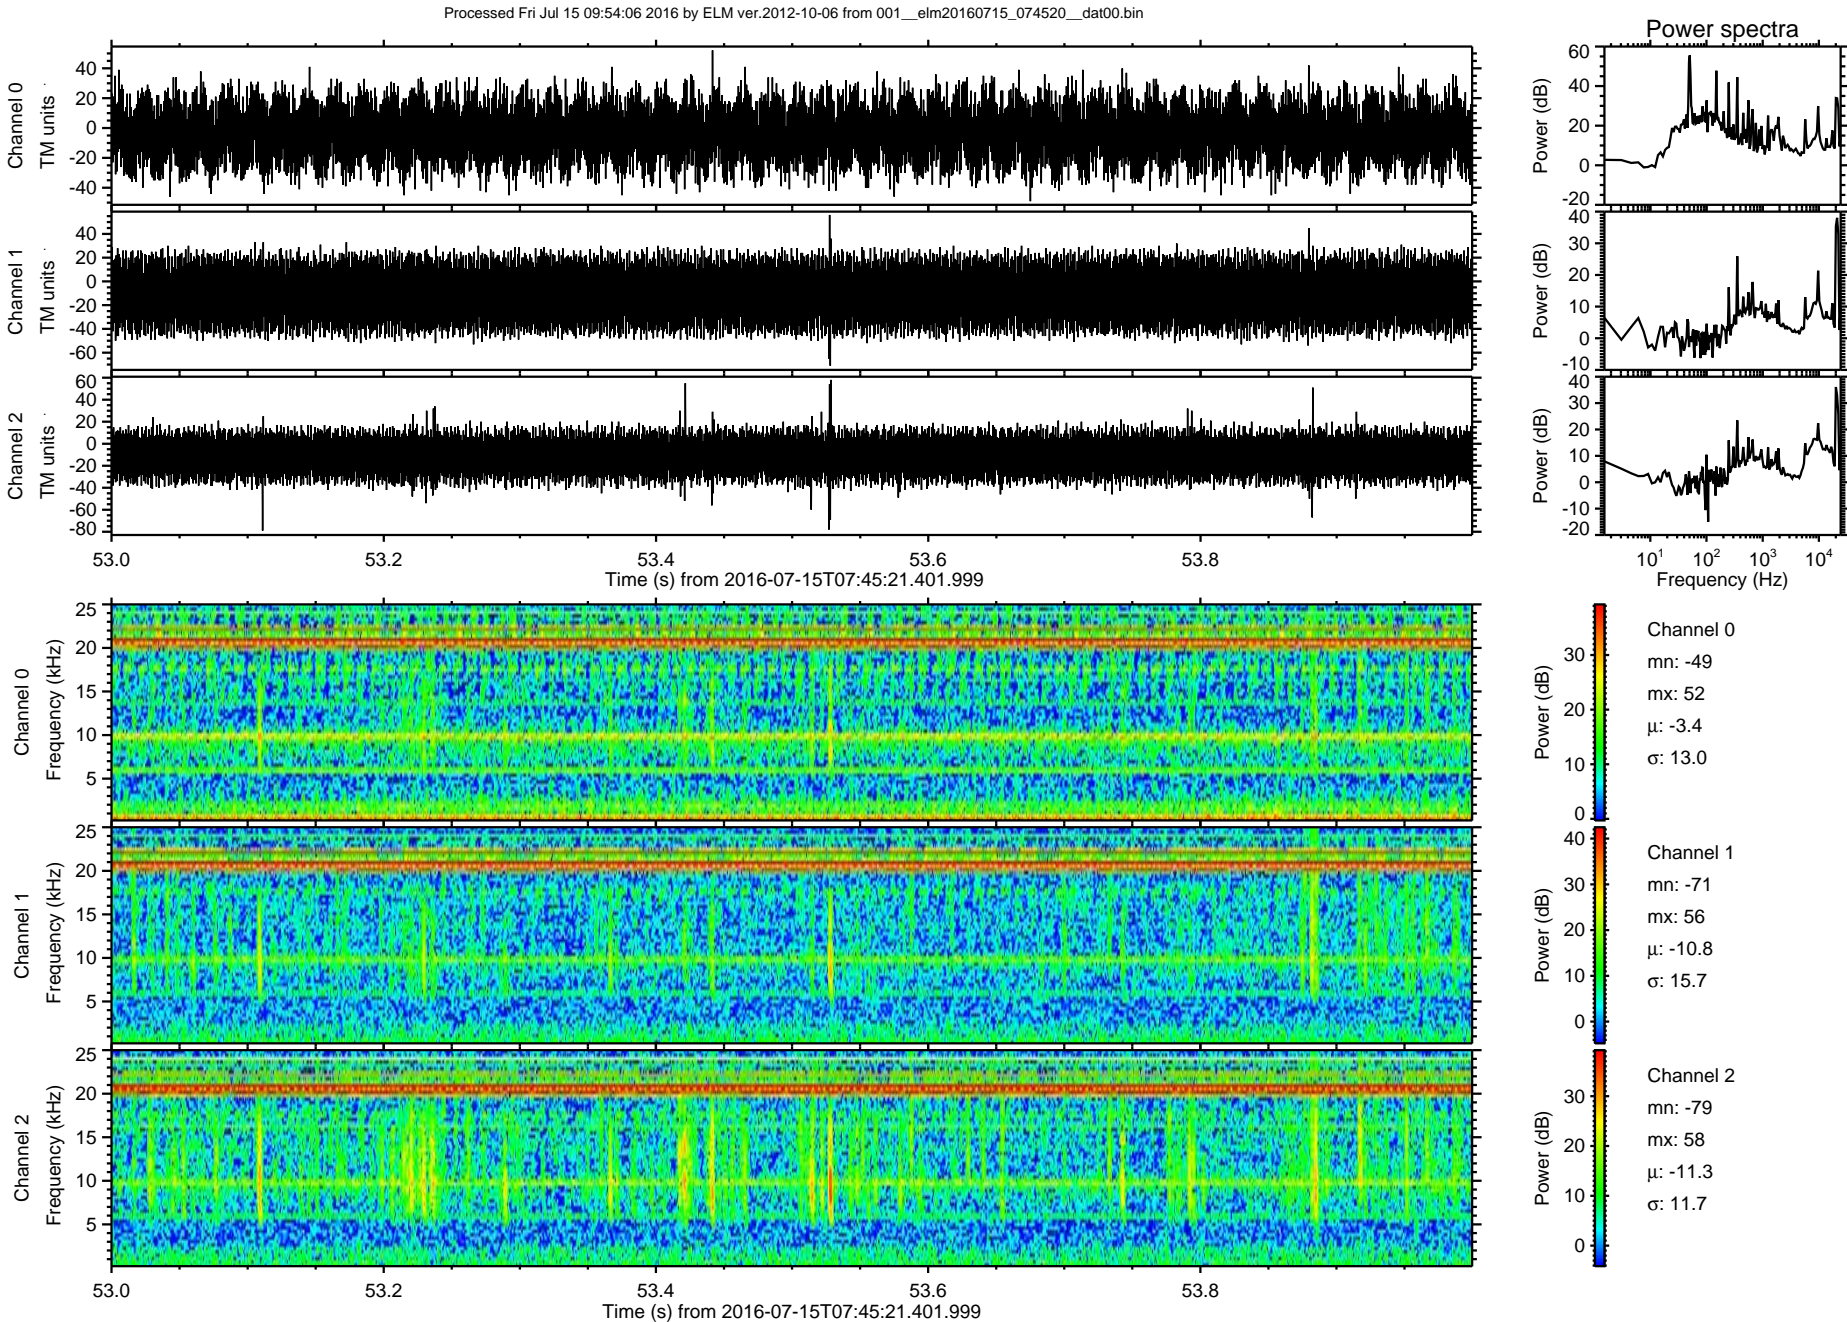 Processed Fri Jul 15 09:54:06 2016 by ELM ver.2012-10-06 from 001__elm20160715_074520__dat00.bin
Power spectra
Channel 0
TM units
40
20
0
-20
-40
Power (dB)
60
40
20
0
-20
Channel 1
TM units
40
20
0
-20
-40
-60
Power (dB)
40
30
20
10
0
-10
Channel 2
TM units
60
40
20
0
-20
-40
-60
-80
Power (dB)
40
30
20
10
0
-10
-20
53.0 53.2 53.4 53.6 53.8
Time (s) from 2016-07-15T07:45:21.401.999
10¹ 10² 10³ 10⁴
Frequency (Hz)
Channel 0
Frequency (kHz)
25
20
15
10
5
Power (dB)
30
20
10
0
Channel 0
mn: -49
mx: 52
μ: -3.4
σ: 13.0
Channel 1
Frequency (kHz)
25
20
15
10
5
Power (dB)
40
30
20
10
0
Channel 1
mn: -71
mx: 56
μ: -10.8
σ: 15.7
Channel 2
Frequency (kHz)
25
20
15
10
5
Power (dB)
30
20
10
0
Channel 2
mn: -79
mx: 58
μ: -11.3
σ: 11.7
53.0 53.2 53.4 53.6 53.8
Time (s) from 2016-07-15T07:45:21.401.999